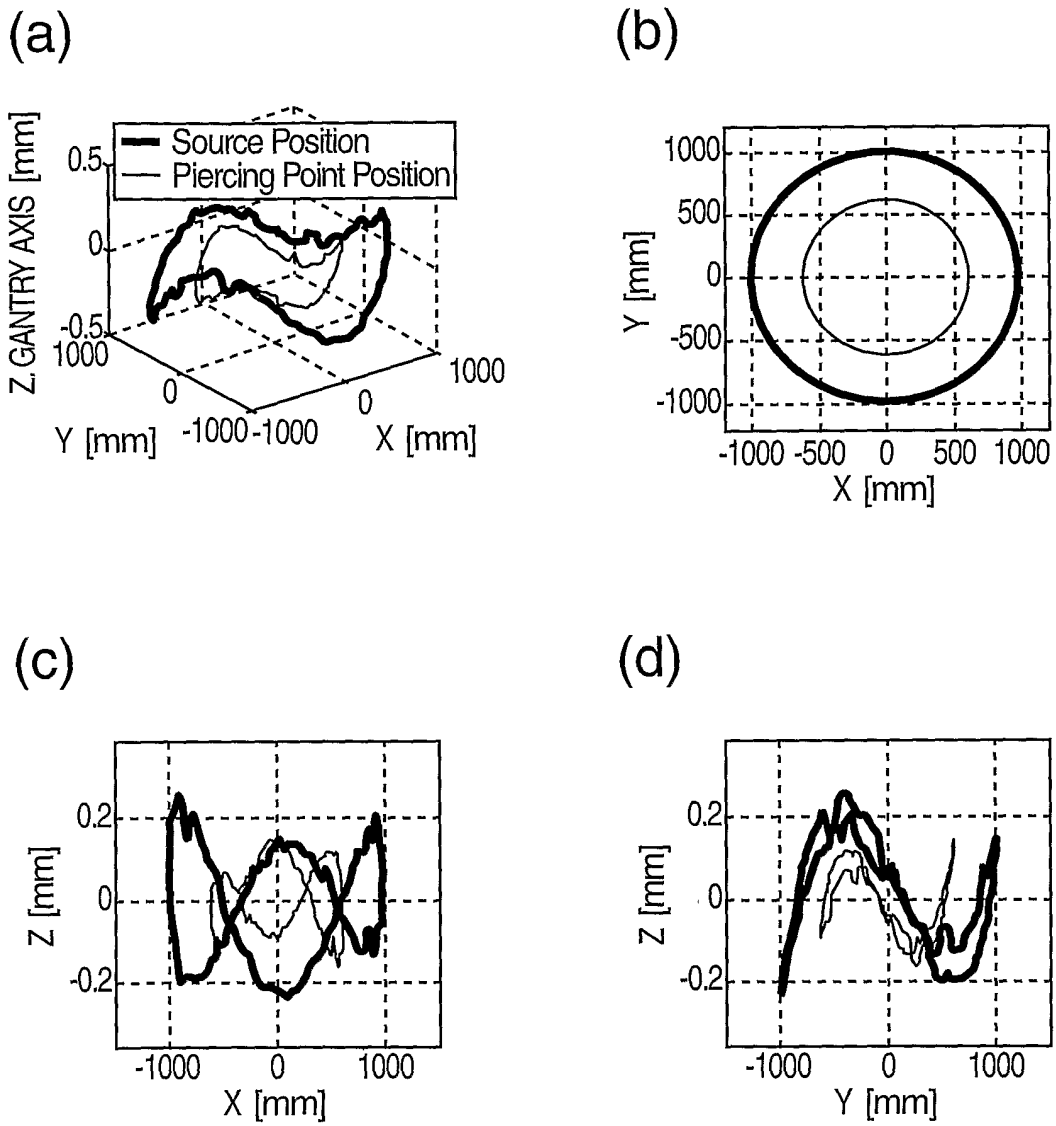 (a)
Z, GANTRY AXIS [mm]
Source Position
Piercing Point Position
0.5
0
-0.5
1000
0
-1000
Y [mm]
-1000
0
1000
X [mm]
(b)
Y [mm]
1000
500
0
-500
-1000
-1000 -500 0 500 1000
X [mm]
(c)
Z [mm]
0.2
0
-0.2
-1000 0 1000
X [mm]
(d)
Z [mm]
0.2
0
-0.2
-1000 0 1000
Y [mm]